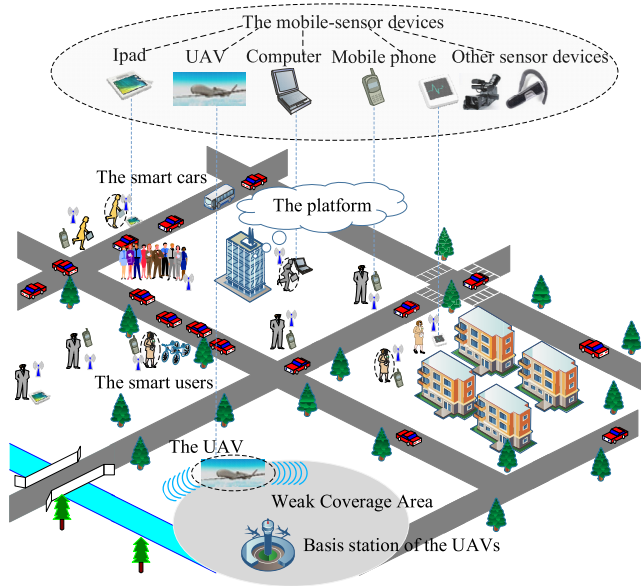 The mobile-sensor devices
Ipad
UAV
Computer
Mobile phone
Other sensor devices
The smart cars
The platform
The smart users
The UAV
Weak Coverage Area
Basis station of the UAVs